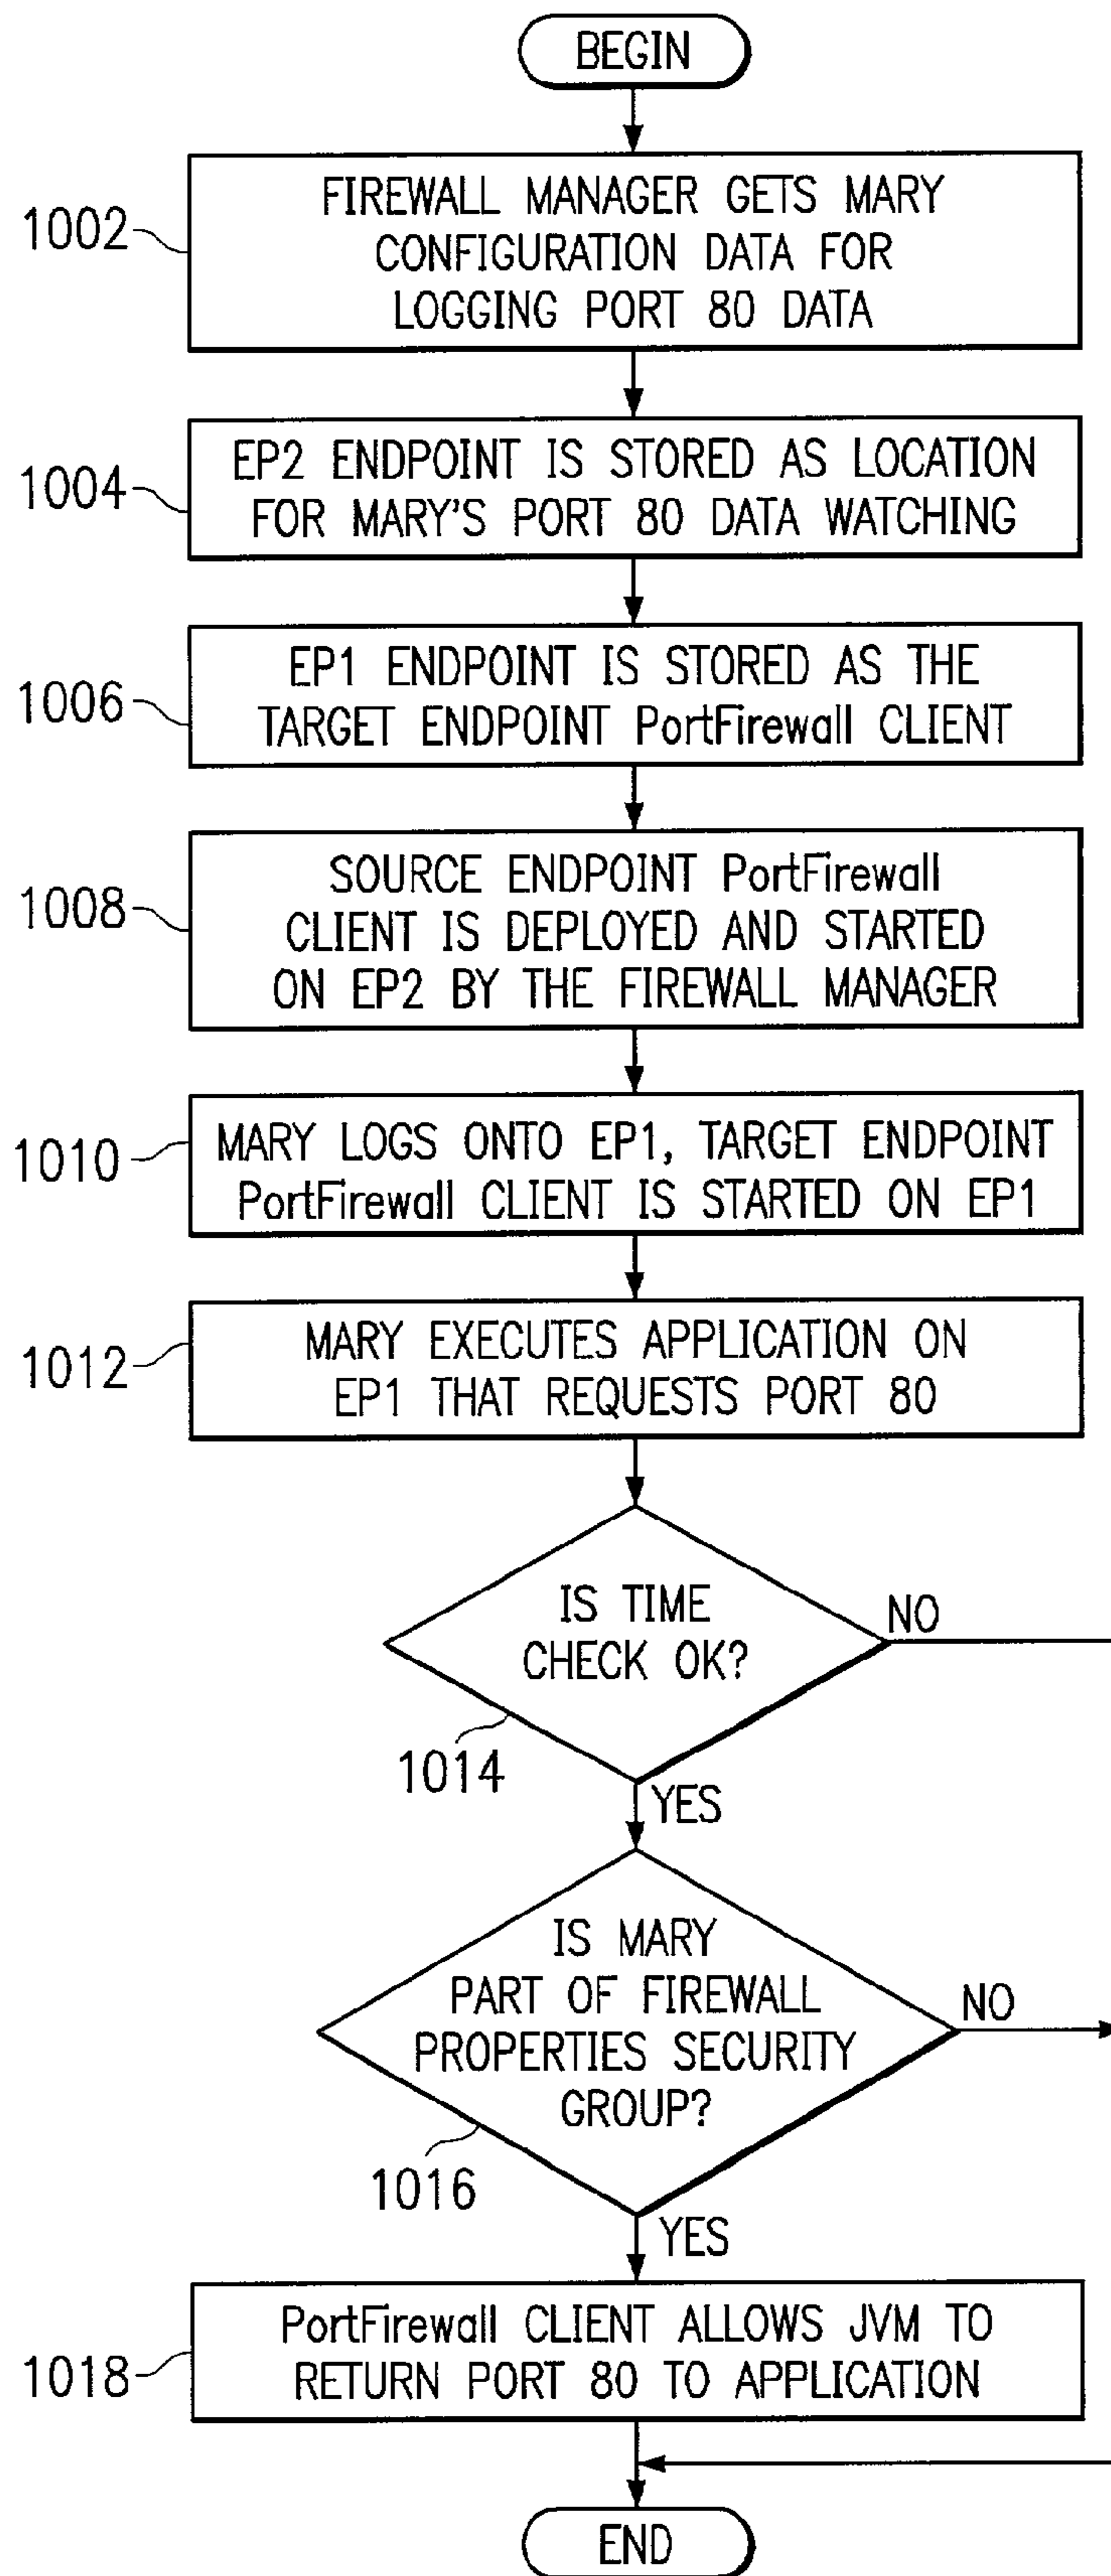 BEGIN
1002
FIREWALL MANAGER GETS MARY
CONFIGURATION DATA FOR
LOGGING PORT 80 DATA
1004
EP2 ENDPOINT IS STORED AS LOCATION
FOR MARY'S PORT 80 DATA WATCHING
1006
EP1 ENDPOINT IS STORED AS THE
TARGET ENDPOINT PortFirewall CLIENT
1008
SOURCE ENDPOINT PortFirewall
CLIENT IS DEPLOYED AND STARTED
ON EP2 BY THE FIREWALL MANAGER
1010
MARY LOGS ONTO EP1, TARGET ENDPOINT
PortFirewall CLIENT IS STARTED ON EP1
1012
MARY EXECUTES APPLICATION ON
EP1 THAT REQUESTS PORT 80
IS TIME
CHECK OK?
NO
1014
YES
IS MARY
PART OF FIREWALL
PROPERTIES SECURITY
GROUP?
NO
1016
YES
1018
PortFirewall CLIENT ALLOWS JVM TO
RETURN PORT 80 TO APPLICATION
END